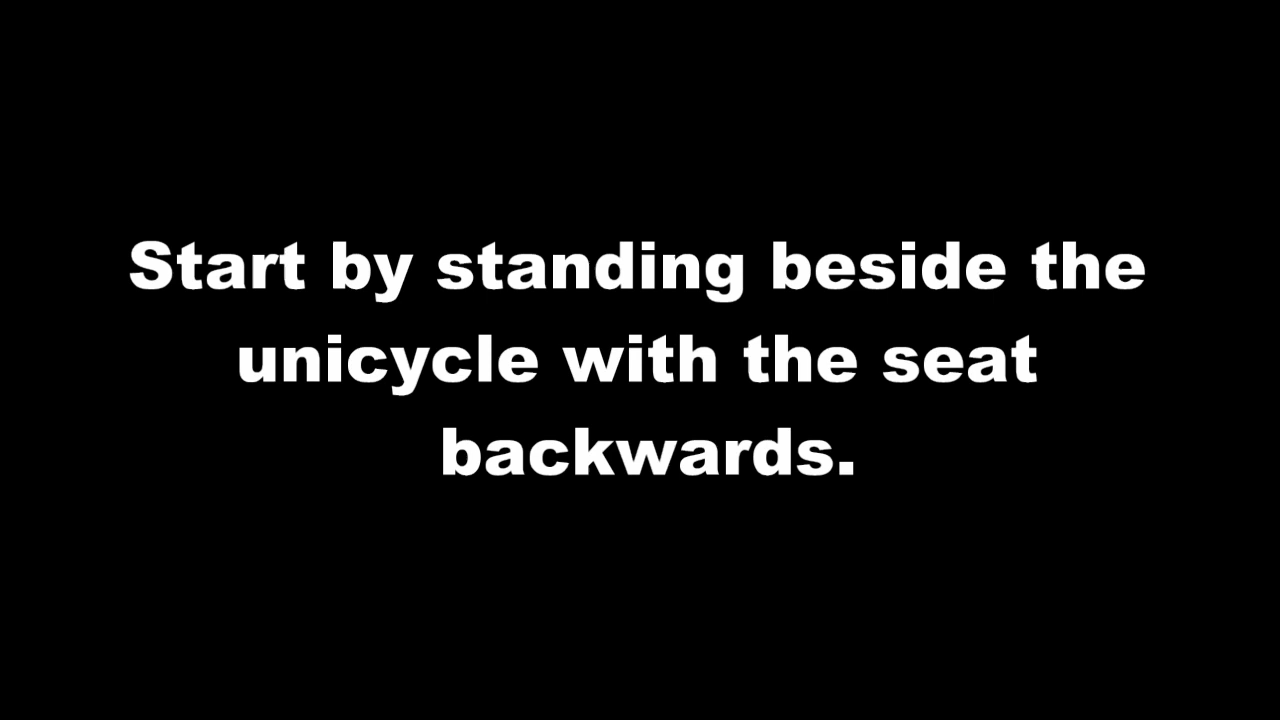 Start by standing beside the
unicycle with the seat
backwards.